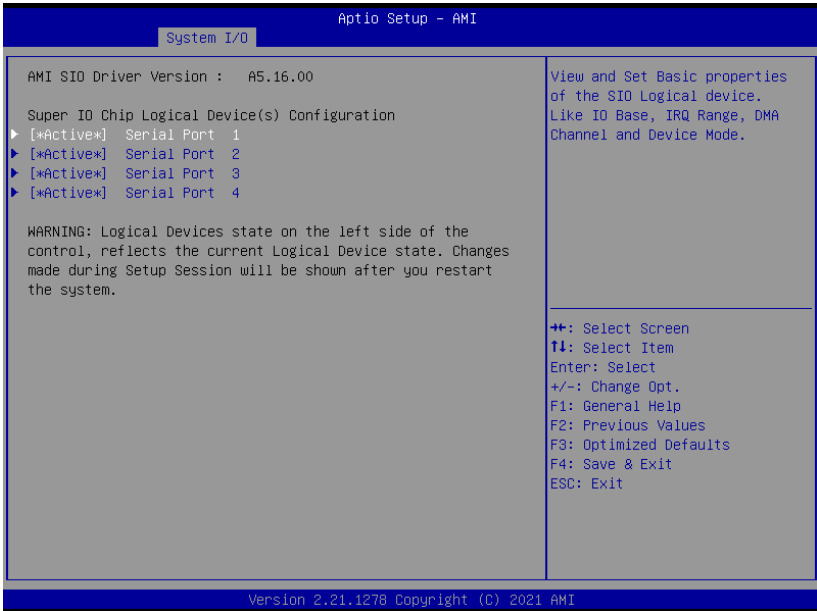 Aptio Setup – AMI
System I/O
AMI SIO Driver Version :   A5.16.00
Super IO Chip Logical Device(s) Configuration
[*Active*]  Serial Port  1
[*Active*]  Serial Port  2
[*Active*]  Serial Port  3
[*Active*]  Serial Port  4
WARNING: Logical Devices state on the left side of the
control, reflects the current Logical Device state. Changes
made during Setup Session will be shown after you restart
the system.
View and Set Basic properties
of the SIO Logical device.
Like IO Base, IRQ Range, DMA
Channel and Device Mode.
→←: Select Screen
↑↓: Select Item
Enter: Select
+/-: Change Opt.
F1: General Help
F2: Previous Values
F3: Optimized Defaults
F4: Save & Exit
ESC: Exit
Version 2.21.1278 Copyright (C) 2021 AMI